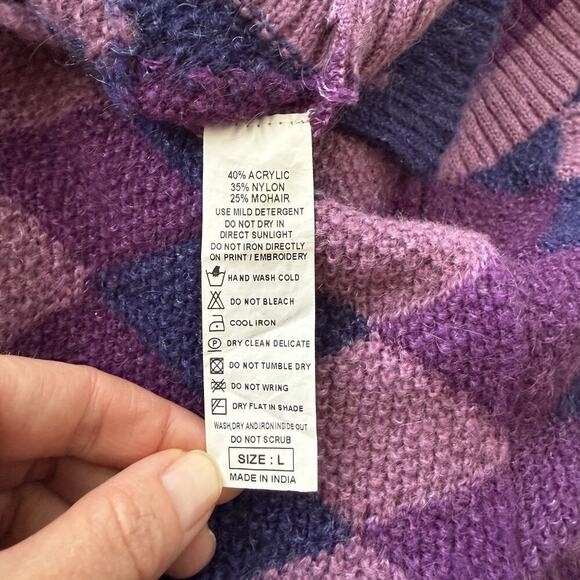 40% ACRYLIC
35% NYLON
25% MOHAIR
USE MILD DETERGENT
DO NOT DRY IN
DIRECT SUNLIGHT
DO NOT IRON DIRECTLY
ON PRINT / EMBROIDERY
HAND WASH COLD
DO NOT BLEACH
COOL IRON
P DRY CLEAN DELICATE
DO NOT TUMBLE DRY
DO NOT WRING
DRY FLAT IN SHADE
WASH,DRY AND IRON INSIDE OUT
DO NOT SCRUB
SIZE : L
MADE IN INDIA